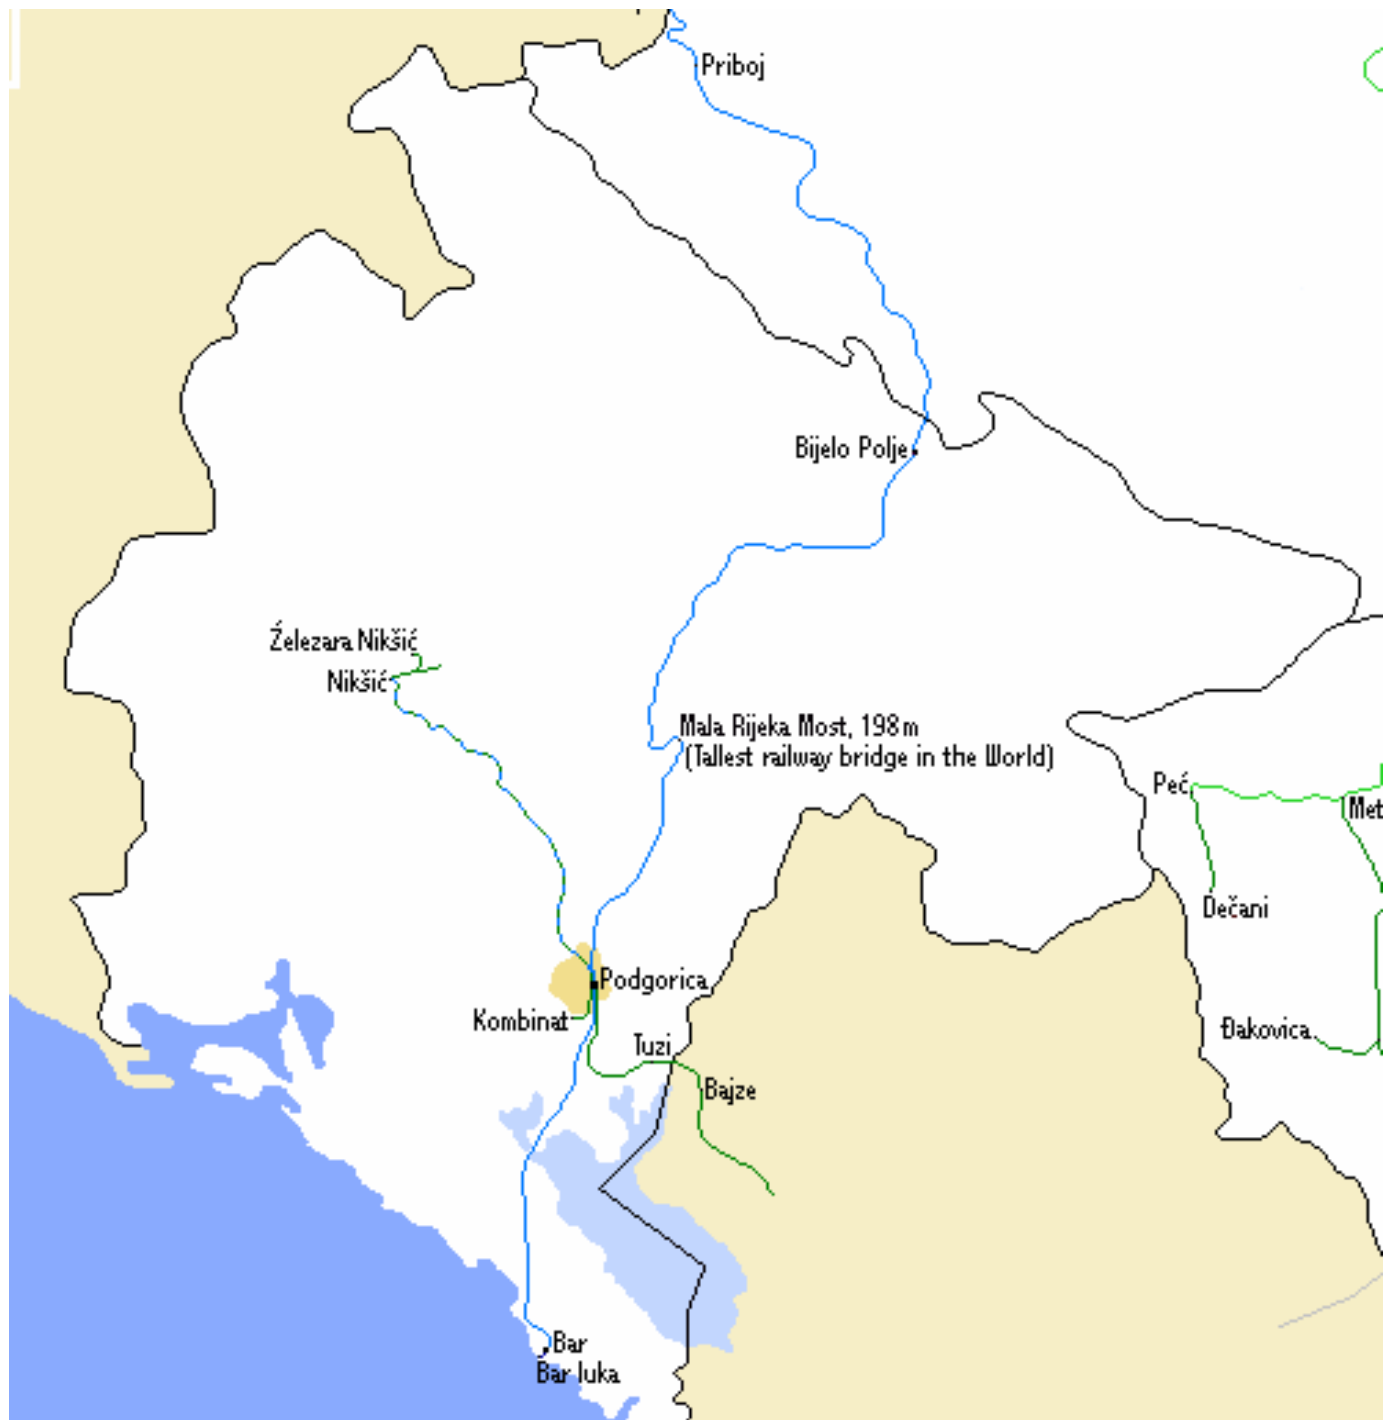 Priboj
Bijelo Polje
Źelezara Nikšić
Nikšić
Mala Rijeka Most, 198m
(Tallest railway bridge in the World)
Peć
Met
Dečani
Podgorica
Kombinat
Tuzi
Đakovica
Bajze
Bar
Bar luka